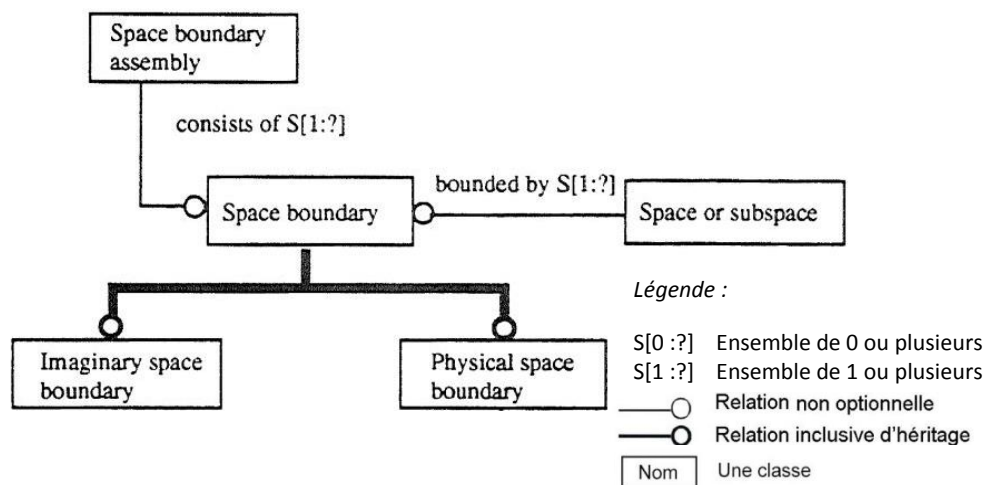 Space boundary
assembly
consists of S[1:?]
bounded by S[1:?]
Space boundary
Space or subspace
Imaginary space
boundary
Physical space
boundary
Légende :
S[0 :?] Ensemble de 0 ou plusieurs
S[1 :?] Ensemble de 1 ou plusieurs
Relation non optionnelle
Relation inclusive d'héritage
Nom Une classe